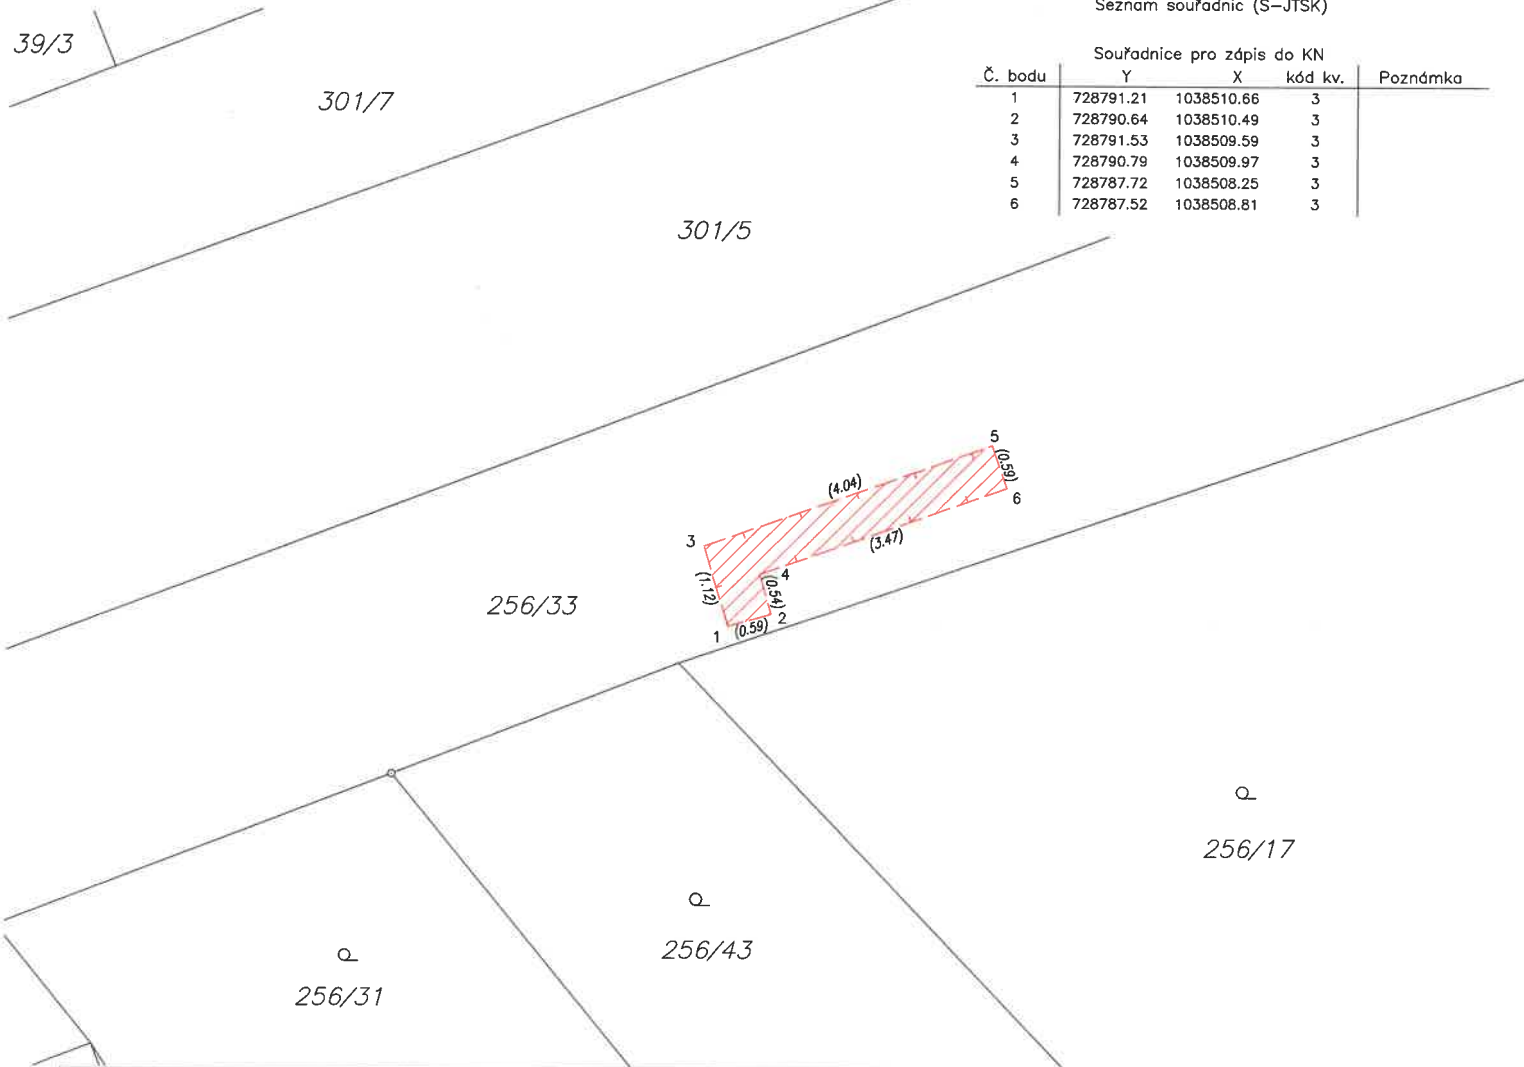 Seznam souřadnic (S-JTSK)
Souřadnice pro zápis do KN
Č. bodu Y X kód kv. Poznámka
1 728791.21 1038510.66 3
2 728790.64 1038510.49 3
3 728791.53 1038509.59 3
4 728790.79 1038509.97 3
5 728787.72 1038508.25 3
6 728787.52 1038508.81 3
39/3
301/7
301/5
5
(0.59)
(4.04)
6
3
(3.47)
4
(1.12)
(0.54)
256/33
2
1
(0.59)
256/17
256/43
256/31